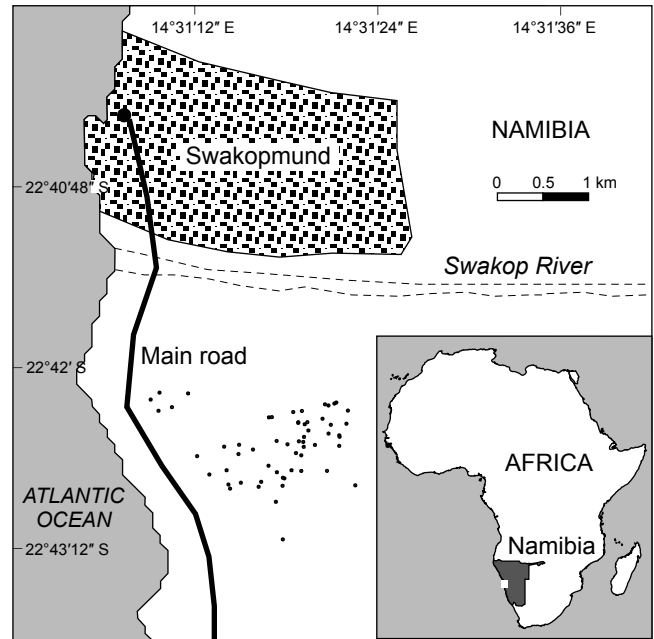 14°31′12″ E
14°31′24″ E
14°31′36″ E
NAMIBIA
Swakopmund
22°40′48″ S
0 0.5 1 km
Swakop River
Main road
22°42′ S
AFRICA
ATLANTIC
OCEAN
Namibia
22°43′12″ S